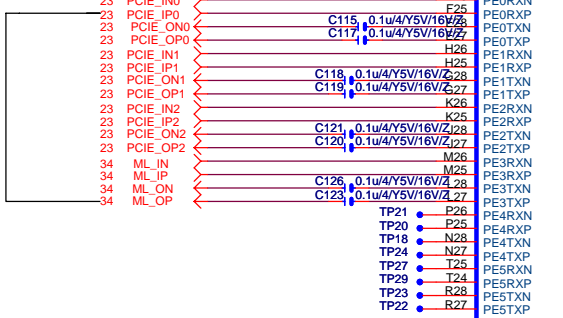 23 PCIE_IN0 PE0RXN
23 PCIE_IP0 F25 PE0RXP
23 PCIE_ON0 C115 0.1u/4/Y5V/16V/Z PE0TXN
23 PCIE_OP0 C117 0.1u/4/Y5V/16V/Z E27 PE0TXP
23 PCIE_IN1 H26 PE1RXN
23 PCIE_IP1 H25 PE1RXP
23 PCIE_ON1 C118 0.1u/4/Y5V/16V/Z G28 PE1TXN
23 PCIE_OP1 C119 0.1u/4/Y5V/16V/Z G27 PE1TXP
23 PCIE_IN2 K26 PE2RXN
23 PCIE_IP2 K25 PE2RXP
23 PCIE_ON2 C121 0.1u/4/Y5V/16V/Z J28 PE2TXN
23 PCIE_OP2 C120 0.1u/4/Y5V/16V/Z J27 PE2TXP
34 ML_IN M26 PE3RXN
34 ML_IP M25 PE3RXP
34 ML_ON C126 0.1u/4/Y5V/16V/Z L28 PE3TXN
34 ML_OP C123 0.1u/4/Y5V/16V/Z L27 PE3TXP
TP21 P26 PE4RXN
TP20 P25 PE4RXP
TP18 N28 PE4TXN
TP24 N27 PE4TXP
TP27 T25 PE5RXN
TP29 T24 PE5RXP
TP23 R28 PE5TXN
TP22 R27 PE5TXP